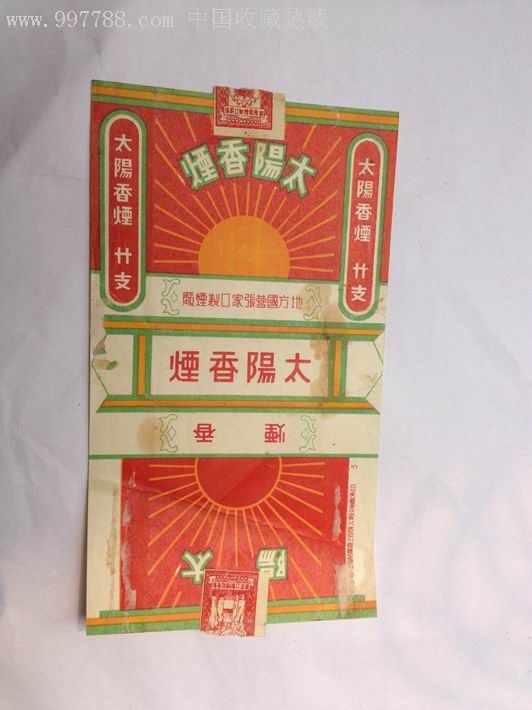 www.997788.com 中国收藏热线
太陽香煙
太陽香煙 廿支
太陽香煙 廿支
地方國營張家口製煙廠
太陽香煙
香煙
太陽